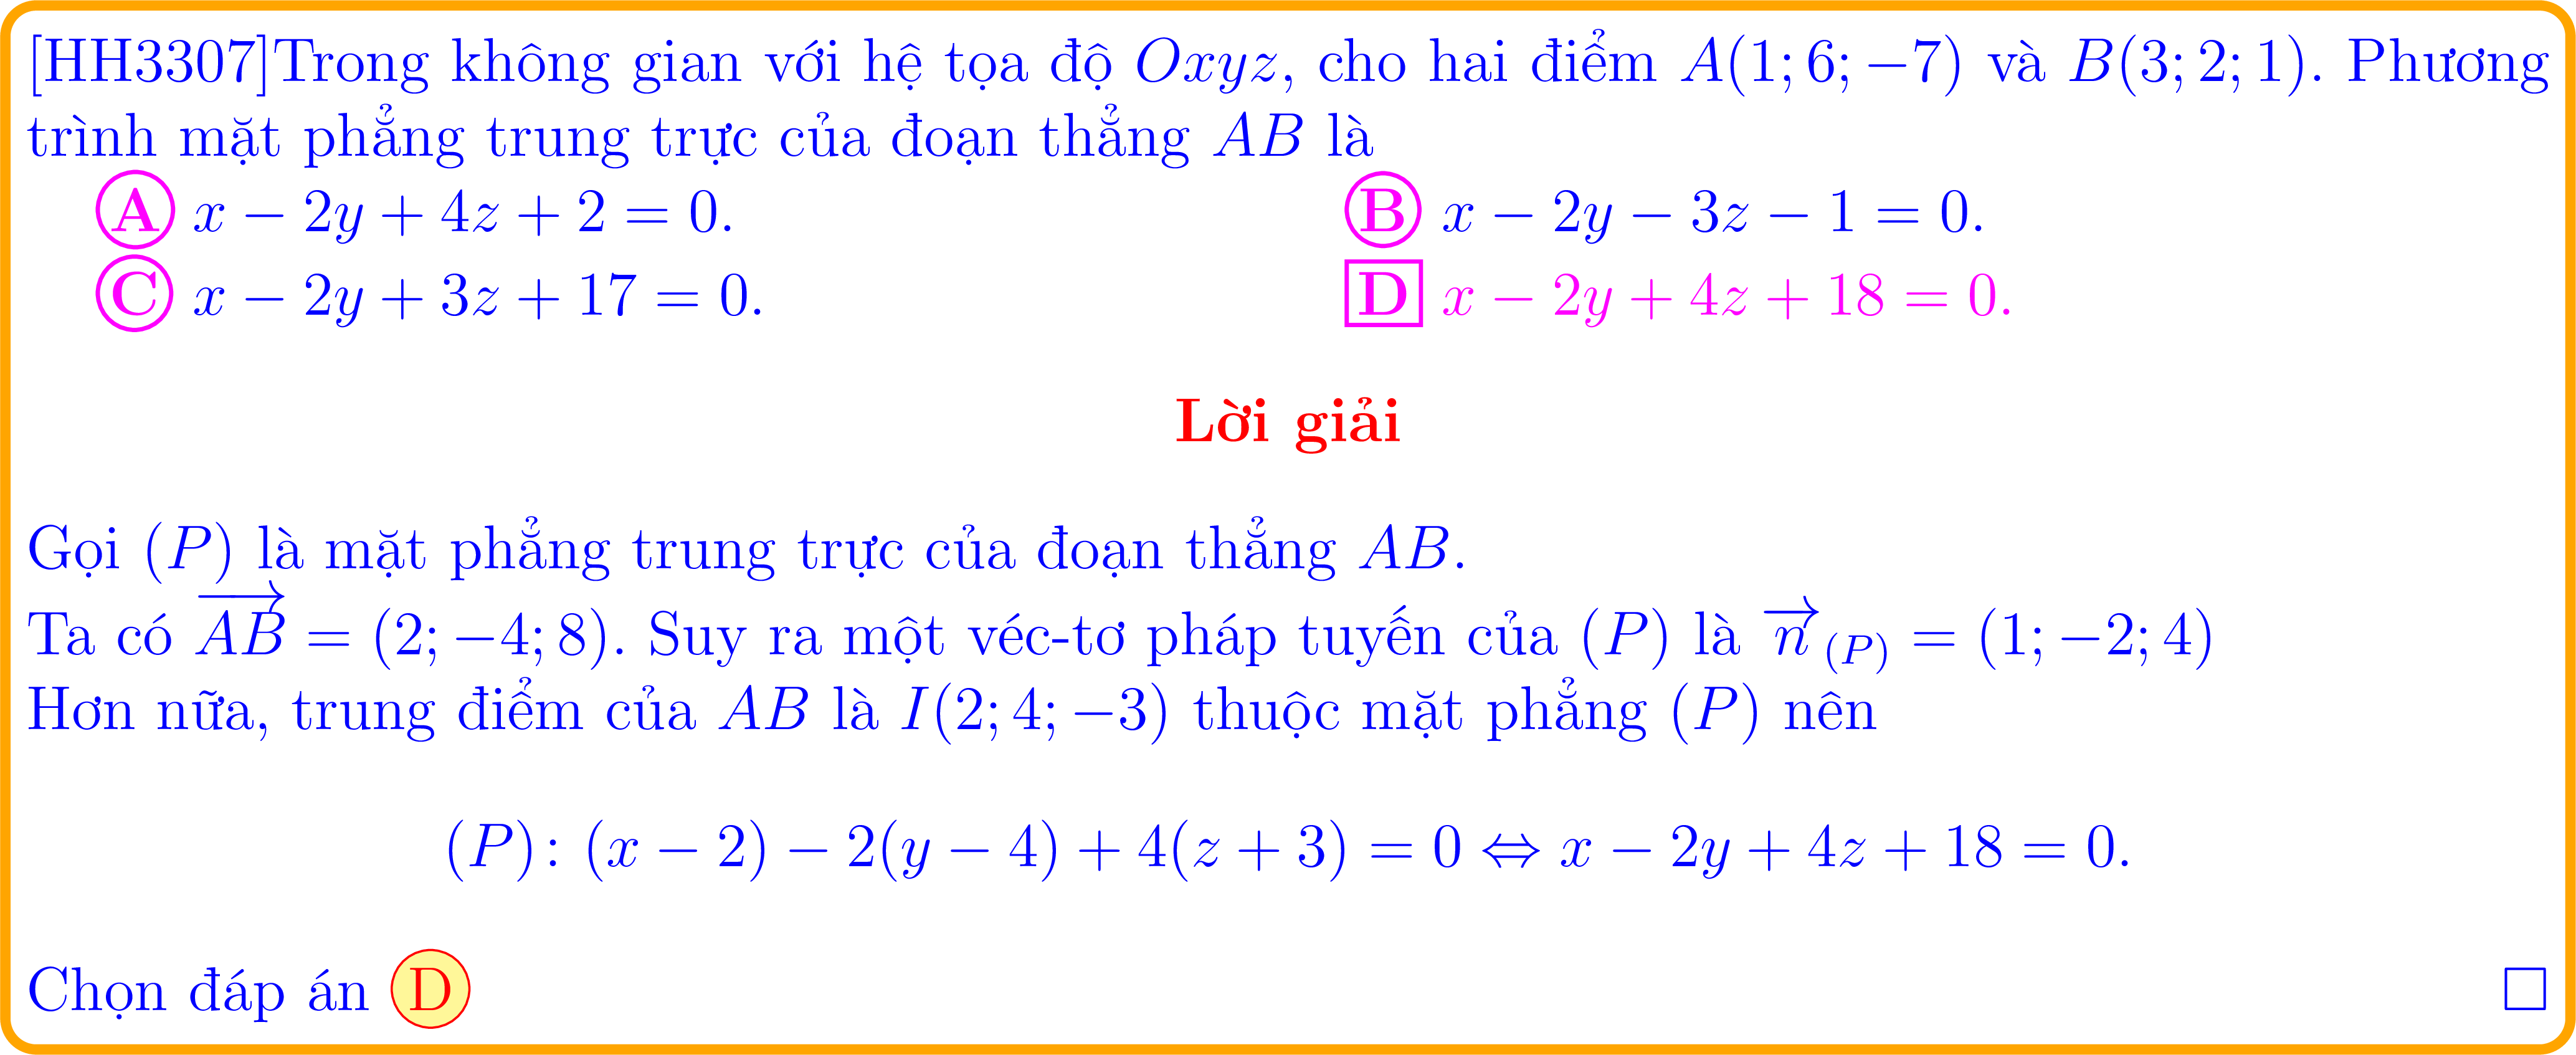 [HH3307]Trong không gian với hệ tọa độ Oxyz, cho hai điểm A(1; 6; −7) và B(3; 2; 1). Phương
trình mặt phẳng trung trực của đoạn thẳng AB là
A x − 2y + 4z + 2 = 0. B x − 2y − 3z − 1 = 0.
C x − 2y + 3z + 17 = 0. D x − 2y + 4z + 18 = 0.
Lời giải
Gọi (P) là mặt phẳng trung trực của đoạn thẳng AB.
Ta có \overrightarrow{AB} = (2; −4; 8). Suy ra một véc-tơ pháp tuyến của (P) là \overrightarrow{n}_{(P)} = (1; −2; 4)
Hơn nữa, trung điểm của AB là I(2; 4; −3) thuộc mặt phẳng (P) nên
(P): (x − 2) − 2(y − 4) + 4(z + 3) = 0 ⇔ x − 2y + 4z + 18 = 0.
Chọn đáp án D □